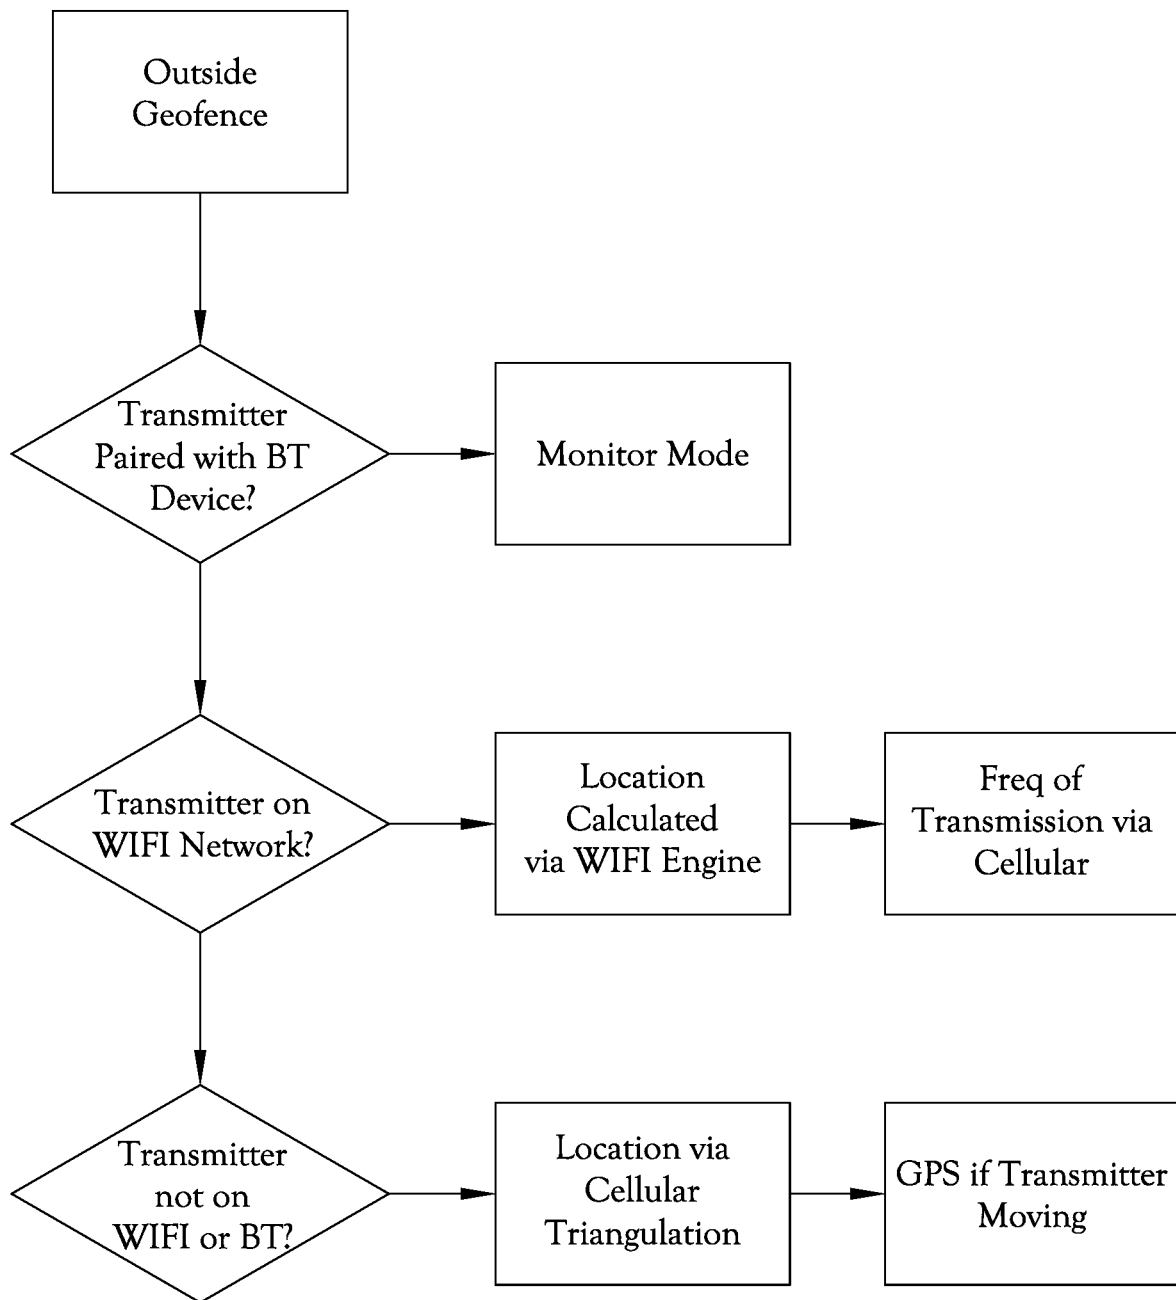 Outside
Geofence
Transmitter
Paired with BT
Device?
Monitor Mode
Transmitter on
WIFI Network?
Location
Calculated
via WIFI Engine
Freq of
Transmission via
Cellular
Transmitter
not on
WIFI or BT?
Location via
Cellular
Triangulation
GPS if Transmitter
Moving